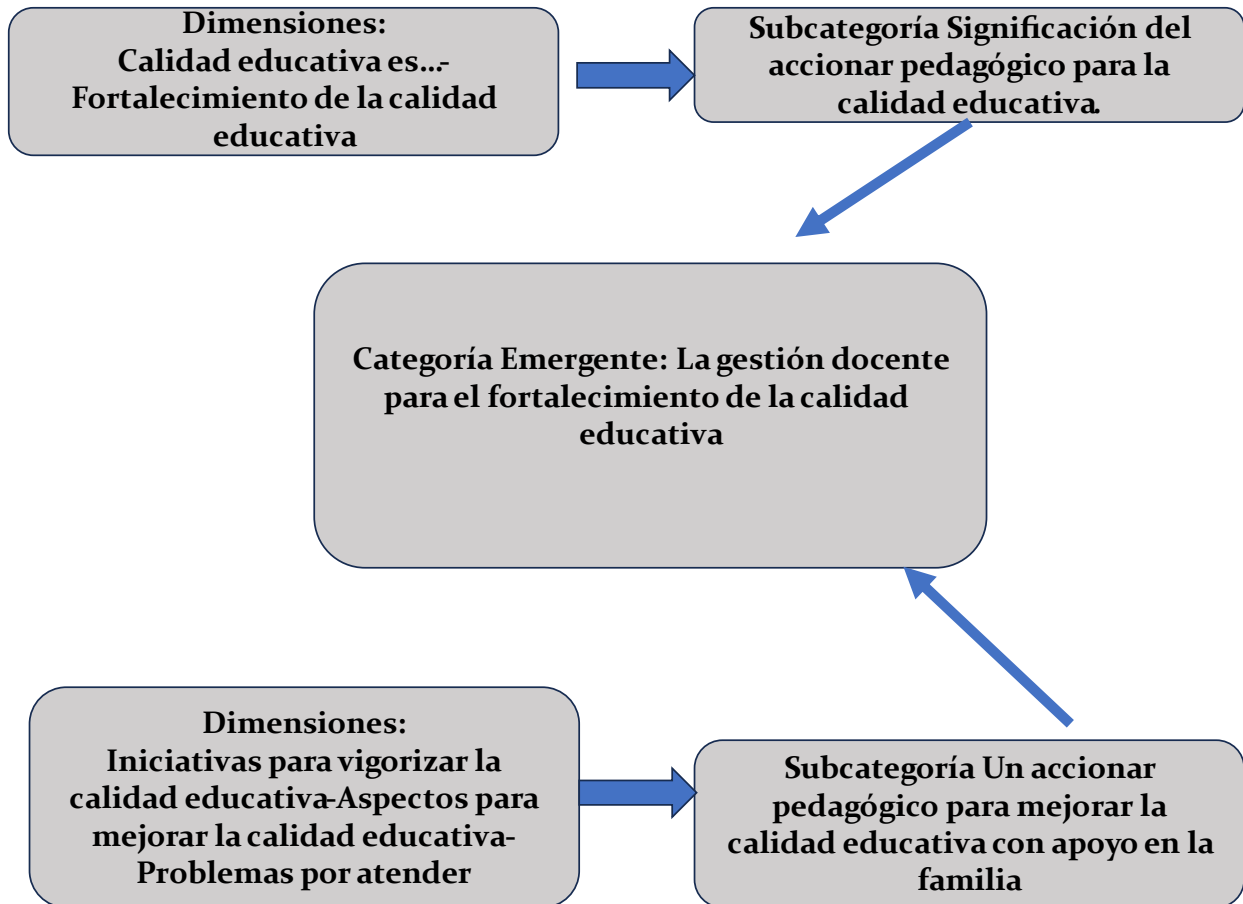 Dimensiones:
Calidad educativa es...-
Fortalecimiento de la calidad
educativa
Subcategoría Significación del
accionar pedagógico para la
calidad educativa.
Categoría Emergente: La gestión docente
para el fortalecimiento de la calidad
educativa
Dimensiones:
Iniciativas para vigorizar la
calidad educativa-Aspectos para
mejorar la calidad educativa-
Problemas por atender
Subcategoría Un accionar
pedagógico para mejorar la
calidad educativa con apoyo en la
familia